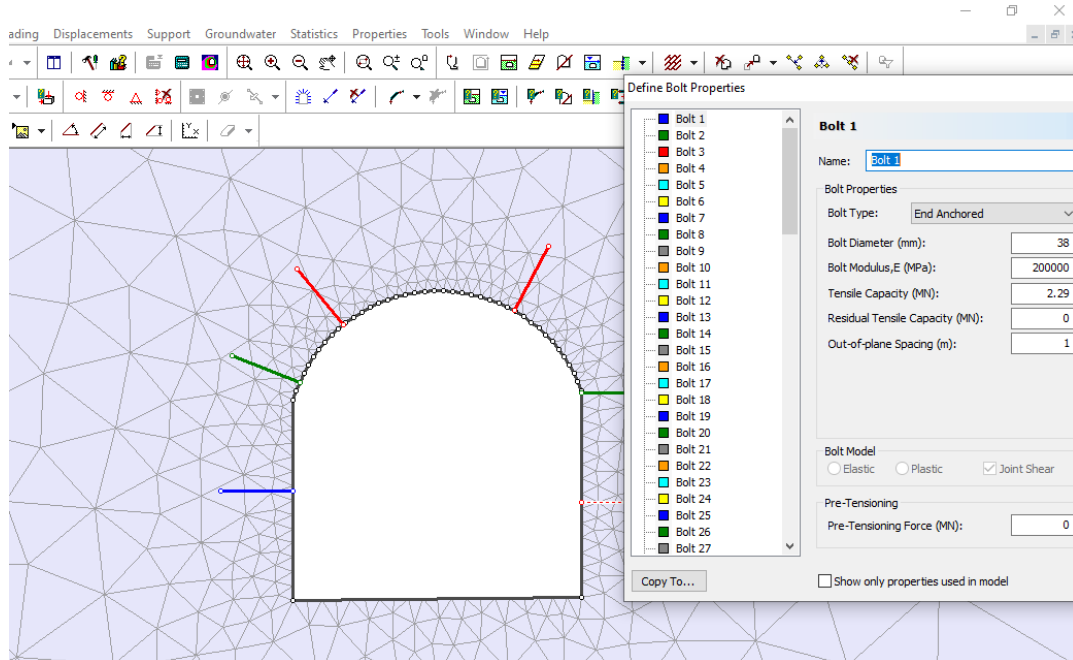 ading Displacements Support Groundwater Statistics Properties Tools Window Help
Define Bolt Properties
Bolt 1
Bolt 2
Bolt 3
Bolt 4
Bolt 5
Bolt 6
Bolt 7
Bolt 8
Bolt 9
Bolt 10
Bolt 11
Bolt 12
Bolt 13
Bolt 14
Bolt 15
Bolt 16
Bolt 17
Bolt 18
Bolt 19
Bolt 20
Bolt 21
Bolt 22
Bolt 23
Bolt 24
Bolt 25
Bolt 26
Bolt 27
Copy To...
Bolt 1
Name: Bolt 1
Bolt Properties
Bolt Type: End Anchored
Bolt Diameter (mm): 38
Bolt Modulus,E (MPa): 200000
Tensile Capacity (MN): 2.29
Residual Tensile Capacity (MN): 0
Out-of-plane Spacing (m): 1
Bolt Model
Elastic Plastic Joint Shear
Pre-Tensioning
Pre-Tensioning Force (MN): 0
Show only properties used in model